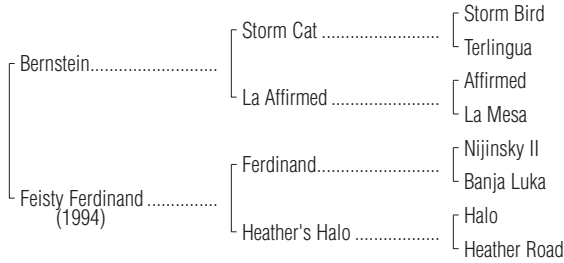 Storm Bird
Storm Cat ........................
Terlingua
Bernstein..........................
Affirmed
La Affirmed ......................
La Mesa
Nijinsky II
Ferdinand.........................
Banja Luka
Feisty Ferdinand ..............
(1994)
Halo
Heather's Halo .................
Heather Road